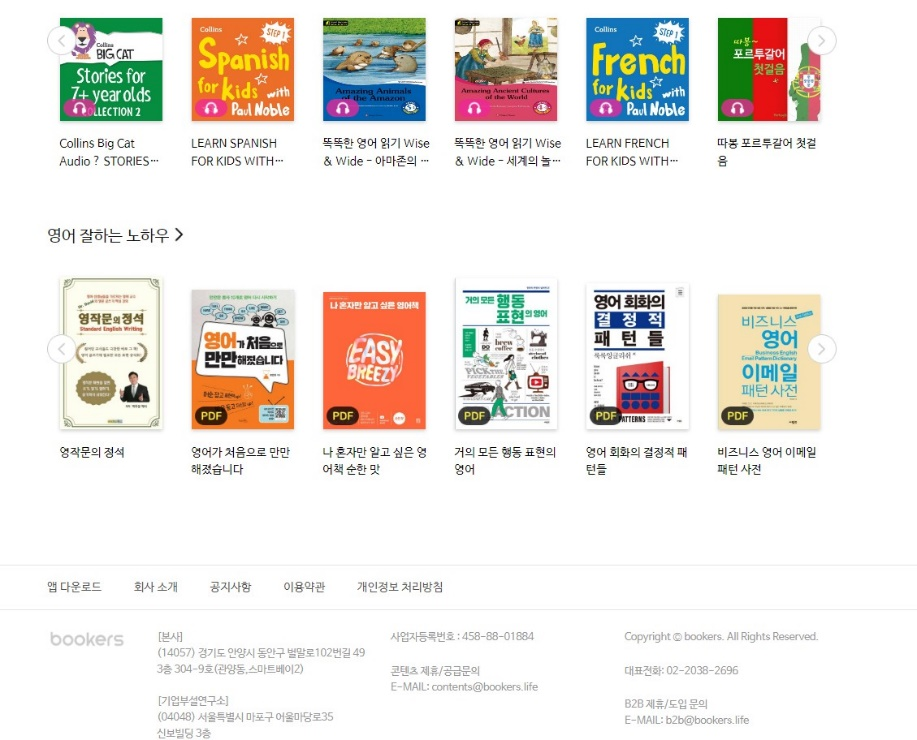 Collins
BIG CAT
Stories for
7+ year olds
COLLECTION 2
Collins
STEP 1
Spanish
for kids
with
Paul Noble
Amazing Animals
of the Amazon
Amazing Ancient Cultures
of the World
Collins
STEP 1
French
for kids
with
Paul Noble
따봉~
포르투갈어
첫걸음
Collins Big Cat
Audio ? STORIES···
LEARN SPANISH
FOR KIDS WITH···
똑똑한 영어 읽기 Wise
& Wide - 아마존의 ···
똑똑한 영어 읽기 Wise
& Wide - 세계의 놀···
LEARN FRENCH
FOR KIDS WITH···
따봉 포르투갈어 첫걸
음
영어 잘하는 노하우
영작문의 정석
Standard English Writing
영어가 처음으로
만만해졌습니다
PDF
나 혼자만 알고 싶은 영어책
EASY
BREEZY
PDF
거의 모든 행동
표현의 영어
brew
coffee
PICK THE
ACTION
PDF
영어 회화의
결정적
패턴들
PATTERNS
PDF
비즈니스
영어
Business English
Email Pattern Dictionary
이메일
패턴 사전
PDF
영작문의 정석
영어가 처음으로 만만
해졌습니다
나 혼자만 알고 싶은 영
어책 순한 맛
거의 모든 행동 표현의
영어
영어 회화의 결정적 패
턴들
비즈니스 영어 이메일
패턴 사전
앱 다운로드
회사 소개
공지사항
이용약관
개인정보 처리방침
bookers
[본사]
(14057) 경기도 안양시 동안구 벌말로102번길 49
3층 304-9호(관양동,스마트베이2)
[기업부설연구소]
(04048) 서울특별시 마포구 어울마당로35
신보빌딩 3층
사업자등록번호 : 458-88-01884
콘텐츠 제휴/공급문의
E-MAIL: contents@bookers.life
Copyright © bookers. All Rights Reserved.
대표전화: 02-2038-2696
B2B 제휴/도입 문의
E-MAIL: b2b@bookers.life